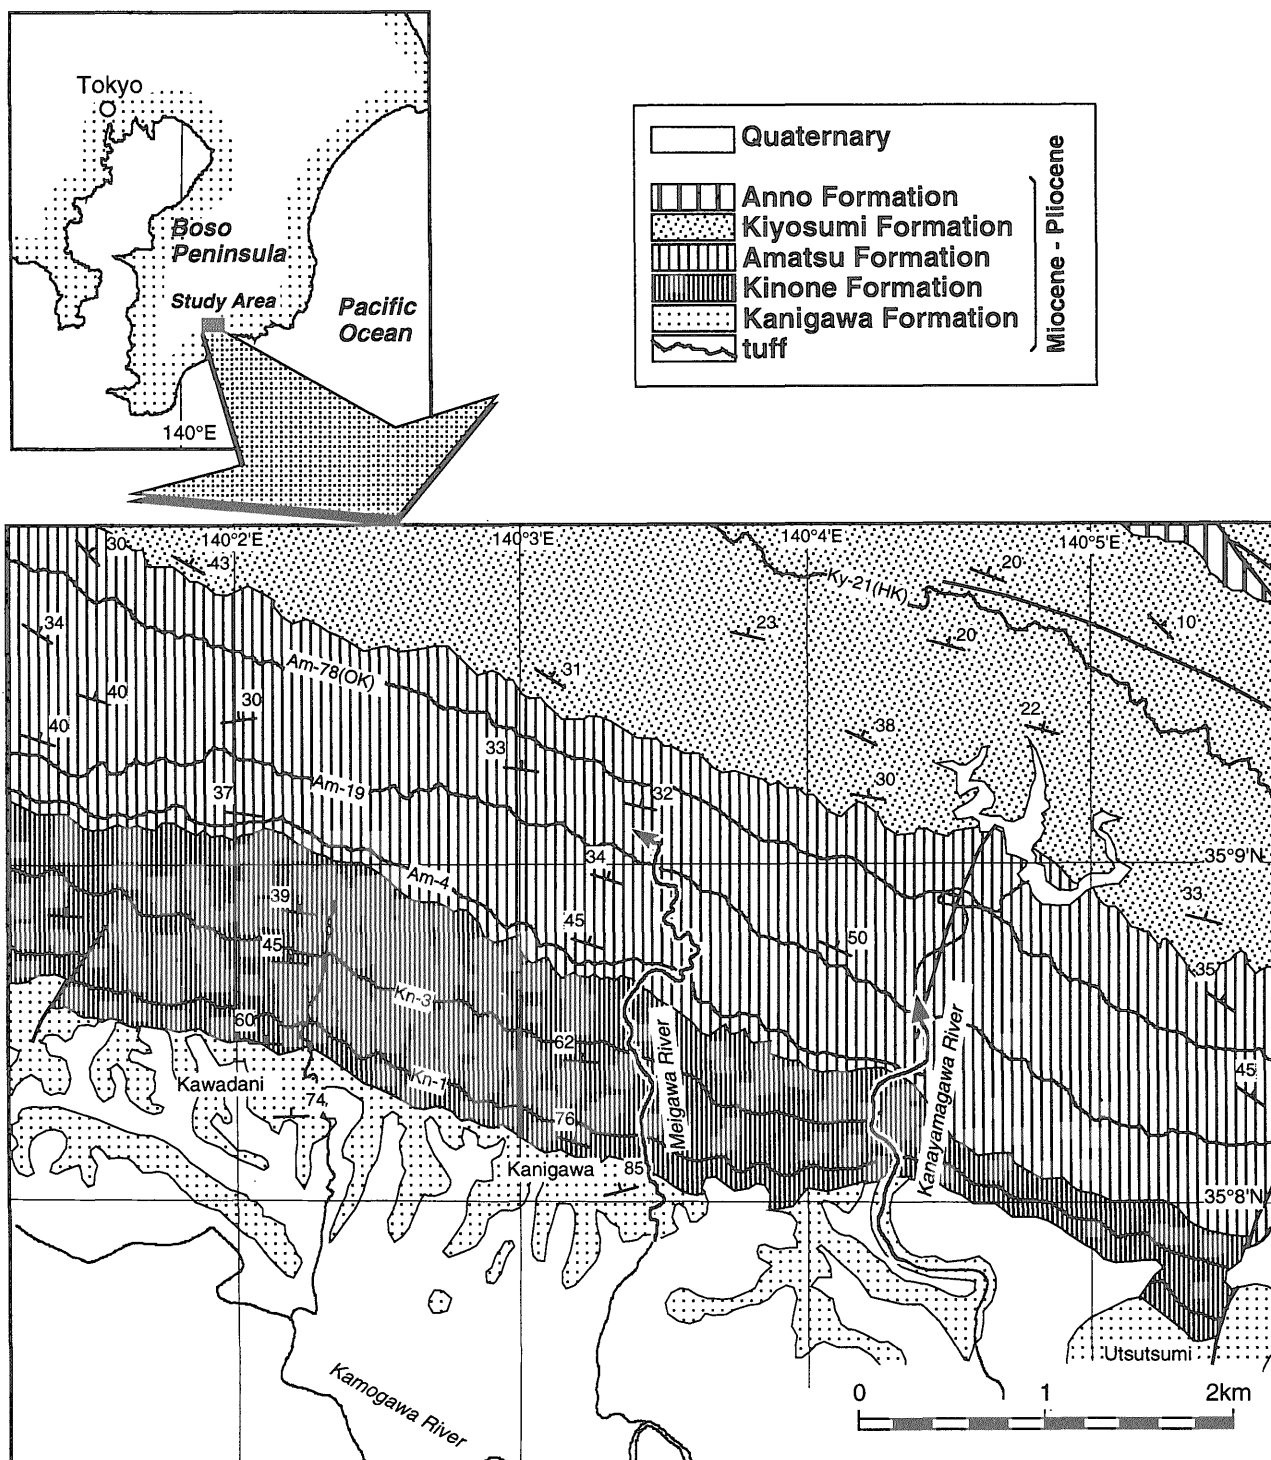 Tokyo
Boso
Peninsula
Study Area
Pacific
Ocean
140°E
Quaternary
Anno Formation
Kiyosumi Formation
Amatsu Formation
Kinone Formation
Kanigawa Formation
tuff
Miocene - Pliocene
140°2'E
140°3'E
140°4'E
140°5'E
30
43
20
Ky-21(HK)
34
23
20
10
Am-78(OK)
31
40
30
22
38
40
33
37
Am-19
32
30
34
35°9'N
Am-4
39
33
45
45
50
35
Kn-3
60
62
45
Kawadani
Kn-1
74
76
Meigawa River
Kanayamagawa River
Kanigawa
85
35°8'N
Utsutsumi
Kamogawa River
0
1
2km